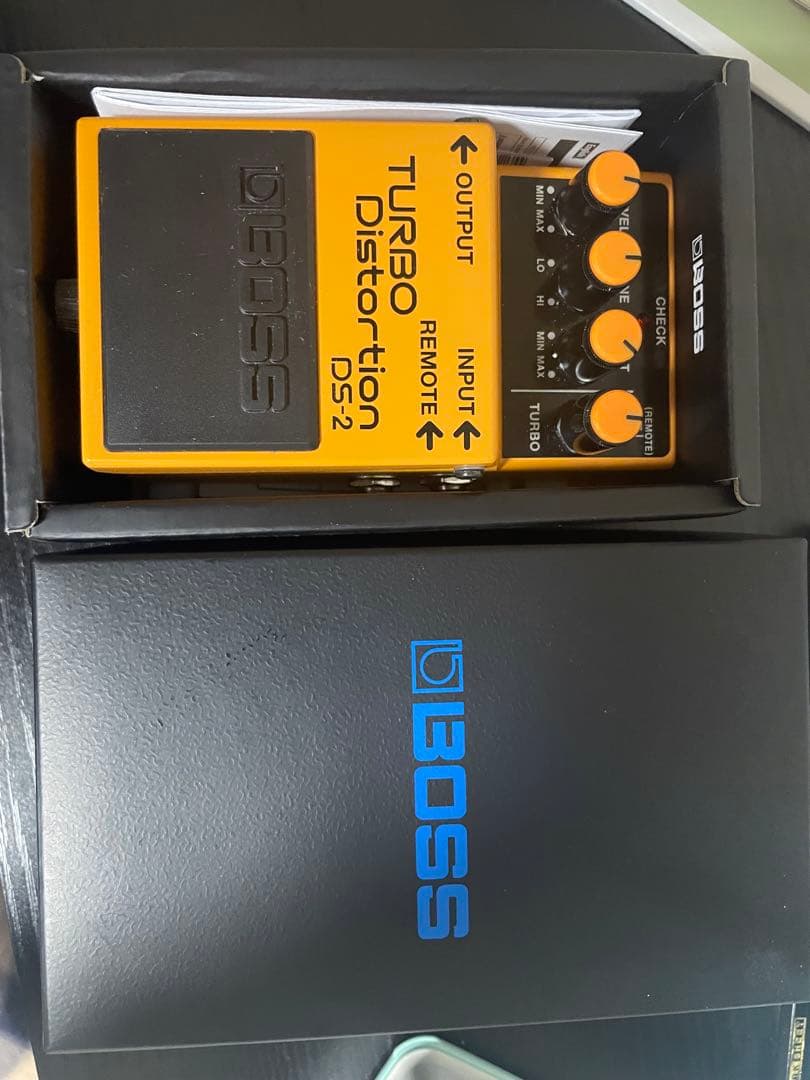 BOSS
CHECK
(REMOTE)
MIN MAX
LO
HI
MIN MAX
TURBO
OUTPUT
INPUT
REMOTE
TURBO
Distortion
DS-2
BOSS
BOSS